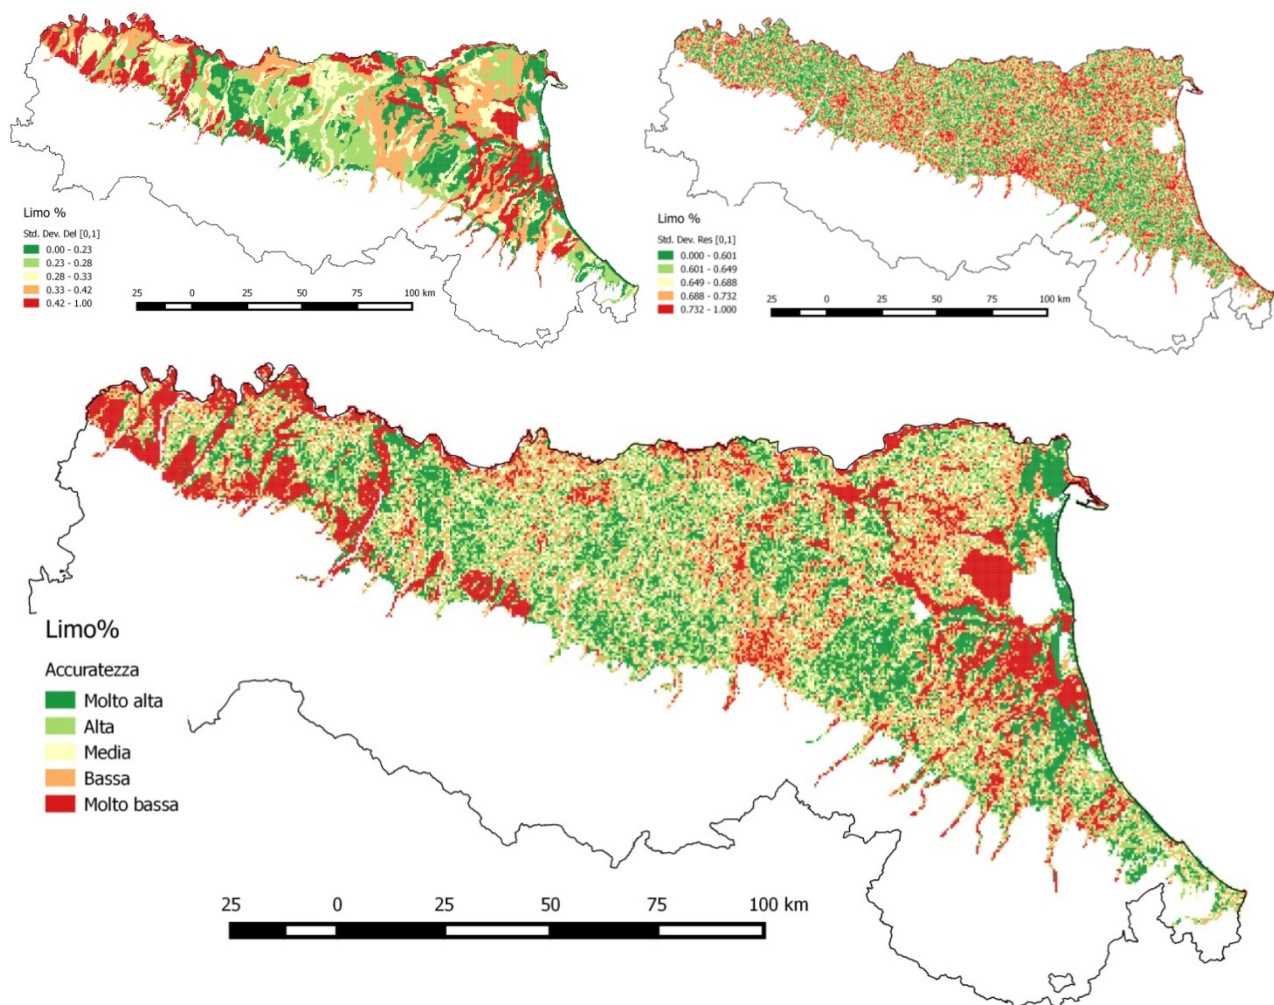 Limo %
Std. Dev. Del [0,1]
0.00 - 0.23
0.23 - 0.28
0.28 - 0.33
0.33 - 0.42
0.42 - 1.00
25 0 25 50 75 100 km
Limo %
Std. Dev. Res [0,1]
0.000 - 0.601
0.601 - 0.649
0.649 - 0.688
0.688 - 0.732
0.732 - 1.000
25 0 25 50 75 100 km
Limo%
Accuratezza
Molto alta
Alta
Media
Bassa
Molto bassa
25 0 25 50 75 100 km